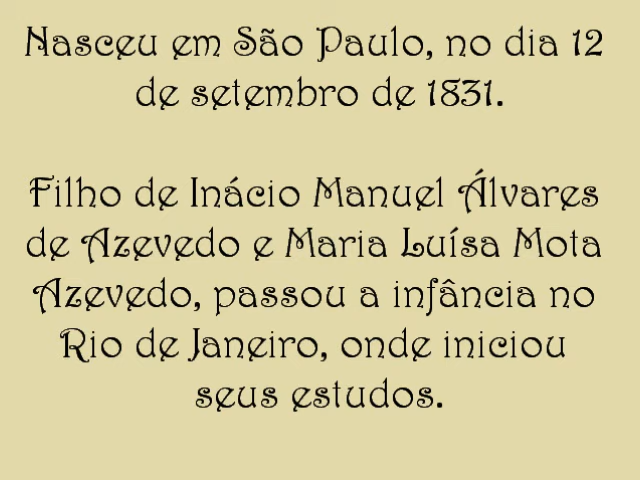 Nasceu em São Paulo, no dia 12
de setembro de 1831.
Filho de Inácio Manuel Álvares
de Azevedo e Maria Luísa Mota
Azevedo, passou a infância no
Rio de Janeiro, onde iniciou
seus estudos.